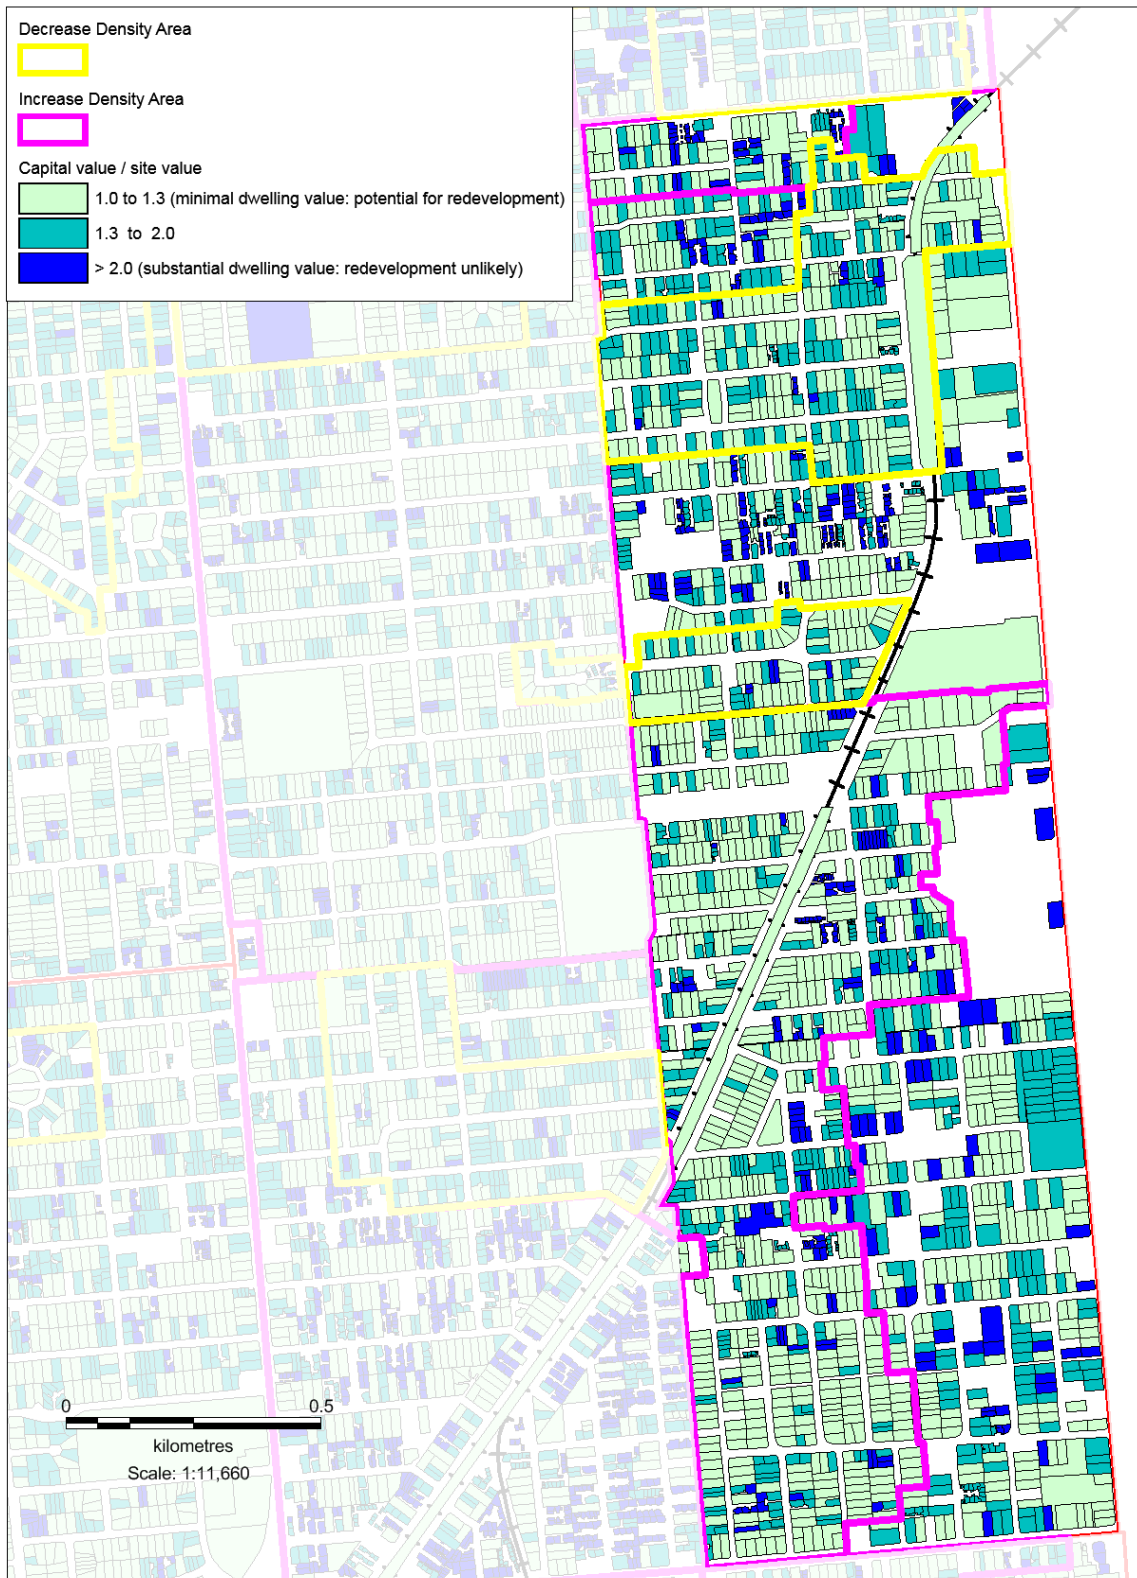 Decrease Density Area
Increase Density Area
Capital value / site value
1.0 to 1.3 (minimal dwelling value: potential for redevelopment)
1.3 to 2.0
> 2.0 (substantial dwelling value: redevelopment unlikely)
0 0.5
kilometres
Scale: 1:11,660